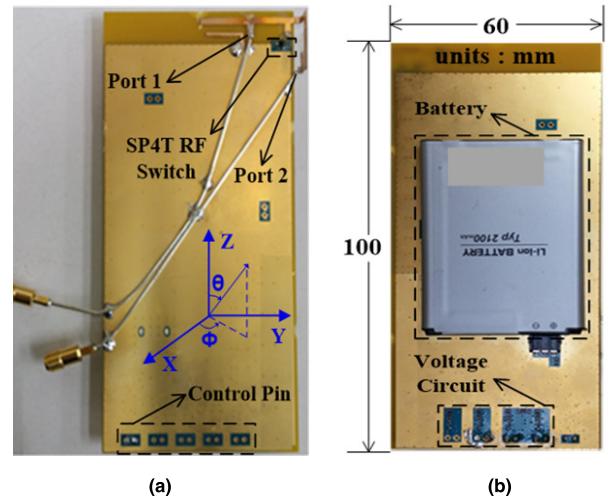 Port 1
SP4T RF
Switch
Port 2
Z
θ
Y
X
Φ
Control Pin
(a)
60
units : mm
Battery
100
Typ 2100mAh
Li-ion BATTERY
Voltage
Circuit
(b)